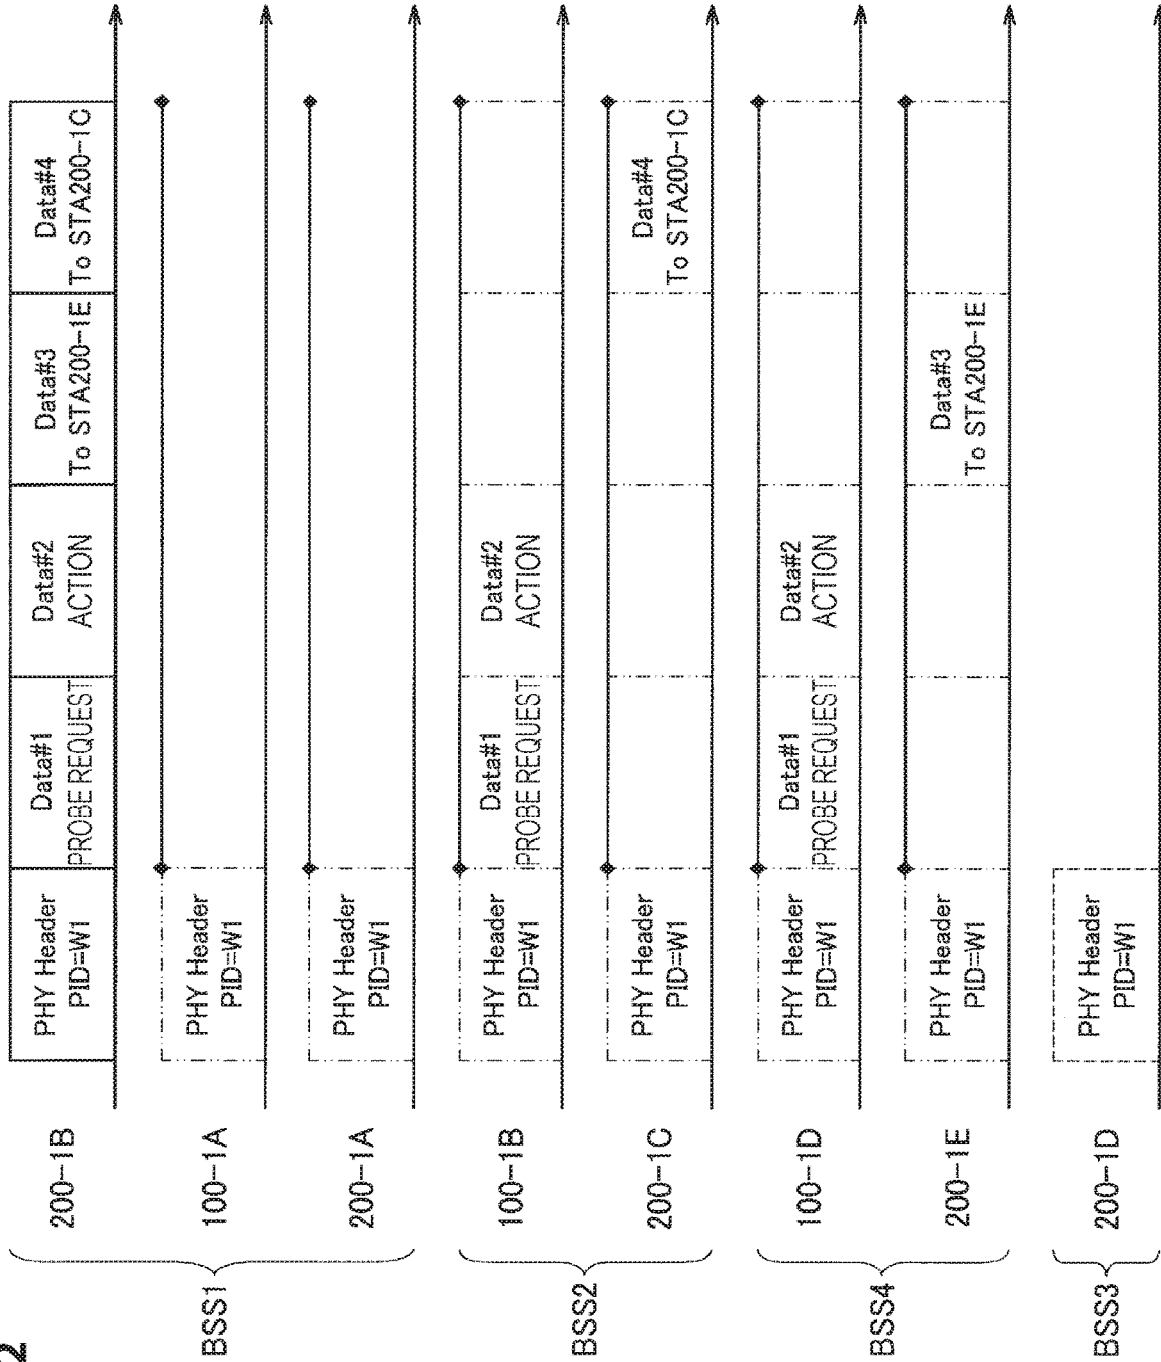 2
BSS1
200-1B
PHY Header
PID=W1
Data#1
PROBE REQUEST
Data#2
ACTION
Data#3
To STA200-1E
Data#4
To STA200-1C
100-1A
PHY Header
PID=W1
200-1A
PHY Header
PID=W1
BSS2
100-1B
PHY Header
PID=W1
Data#1
PROBE REQUEST
Data#2
ACTION
200-1C
PHY Header
PID=W1
Data#4
To STA200-1C
BSS4
100-1D
PHY Header
PID=W1
Data#1
PROBE REQUEST
Data#2
ACTION
200-1E
PHY Header
PID=W1
Data#3
To STA200-1E
BSS3
200-1D
PHY Header
PID=W1